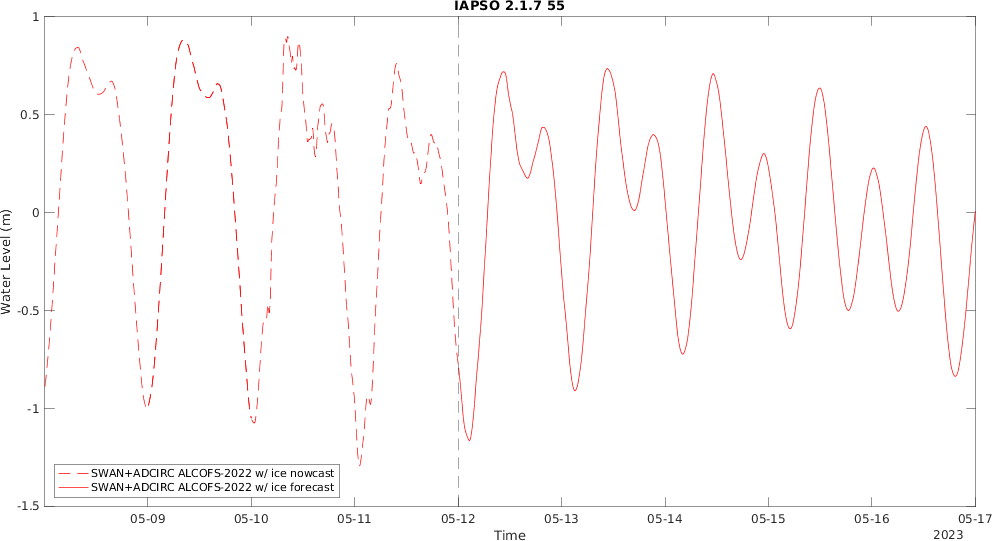 IAPSO 2.1.7 55
1
0.5
0
-0.5
-1
-1.5
Water Level (m)
SWAN+ADCIRC ALCOFS-2022 w/ ice nowcast
SWAN+ADCIRC ALCOFS-2022 w/ ice forecast
05-09 05-10 05-11 05-12 05-13 05-14 05-15 05-16 05-17
Time
2023